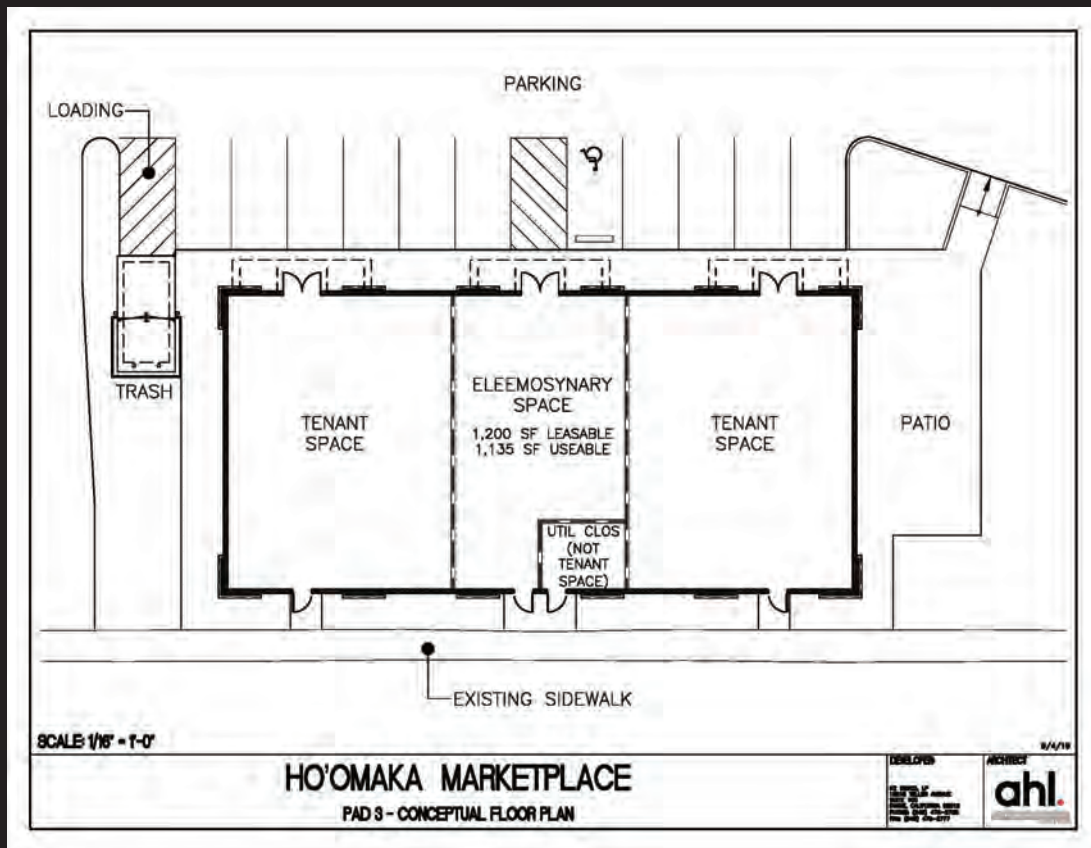 PARKING
LOADING
TRASH
TENANT
SPACE
ELEEMOSYNARY
SPACE
1,200 SF LEASABLE
1,135 SF USEABLE
UTIL CLOS
(NOT
TENANT
SPACE)
TENANT
SPACE
PATIO
EXISTING SIDEWALK
SCALE: 1/16" = 1'-0"
HO'OMAKA MARKETPLACE
PAD 3 - CONCEPTUAL FLOOR PLAN
DEVELOPER
ARCHITECT
ahl.